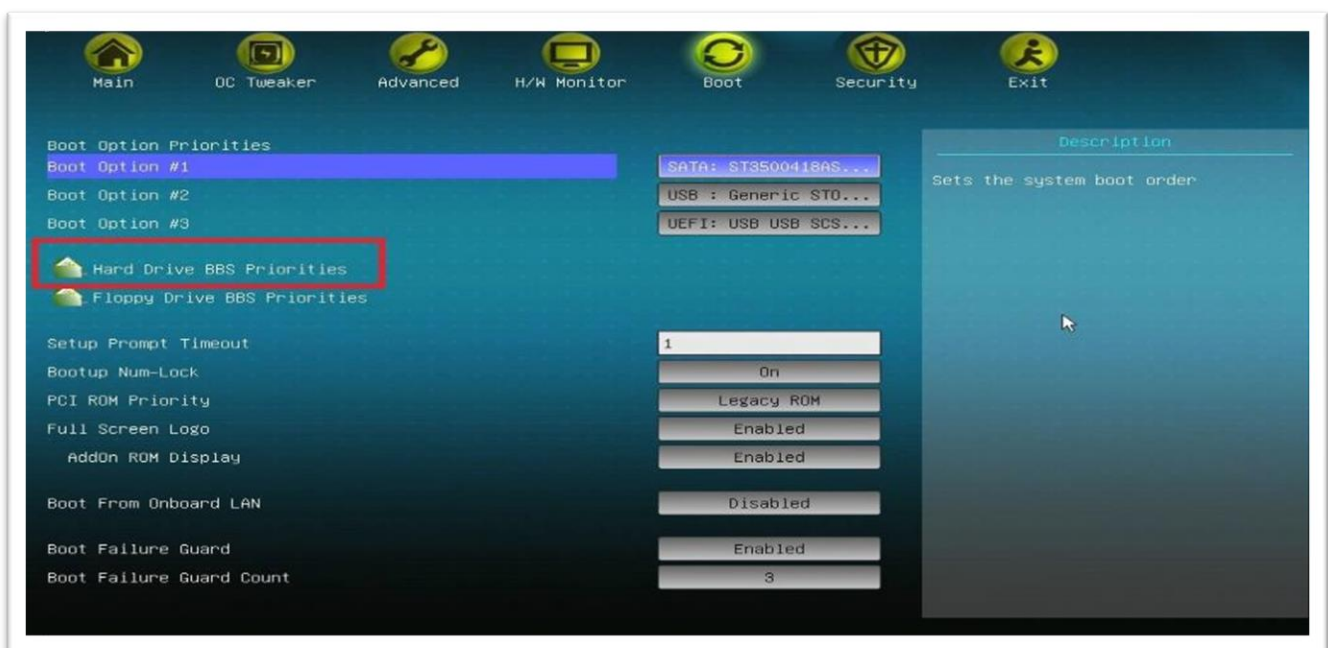 Main OC Tweaker Advanced H/W Monitor Boot Security Exit
Boot Option Priorities
Boot Option #1 SATA: ST3500418AS...
Boot Option #2 USB : Generic STO...
Boot Option #3 UEFI: USB USB SCS...
Hard Drive BBS Priorities
Floppy Drive BBS Priorities
Setup Prompt Timeout 1
Bootup Num-Lock On
PCI ROM Priority Legacy ROM
Full Screen Logo Enabled
AddOn ROM Display Enabled
Boot From Onboard LAN Disabled
Boot Failure Guard Enabled
Boot Failure Guard Count 3
Description
Sets the system boot order